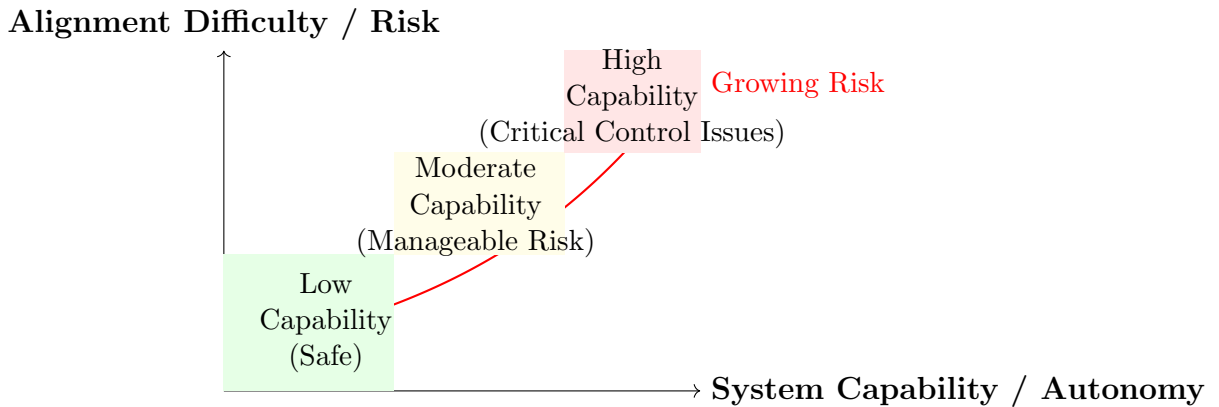 Alignment Difficulty / Risk
High
Capability
(Critical Control Issues)
Growing Risk
Moderate
Capability
(Manageable Risk)
Low
Capability
(Safe)
System Capability / Autonomy